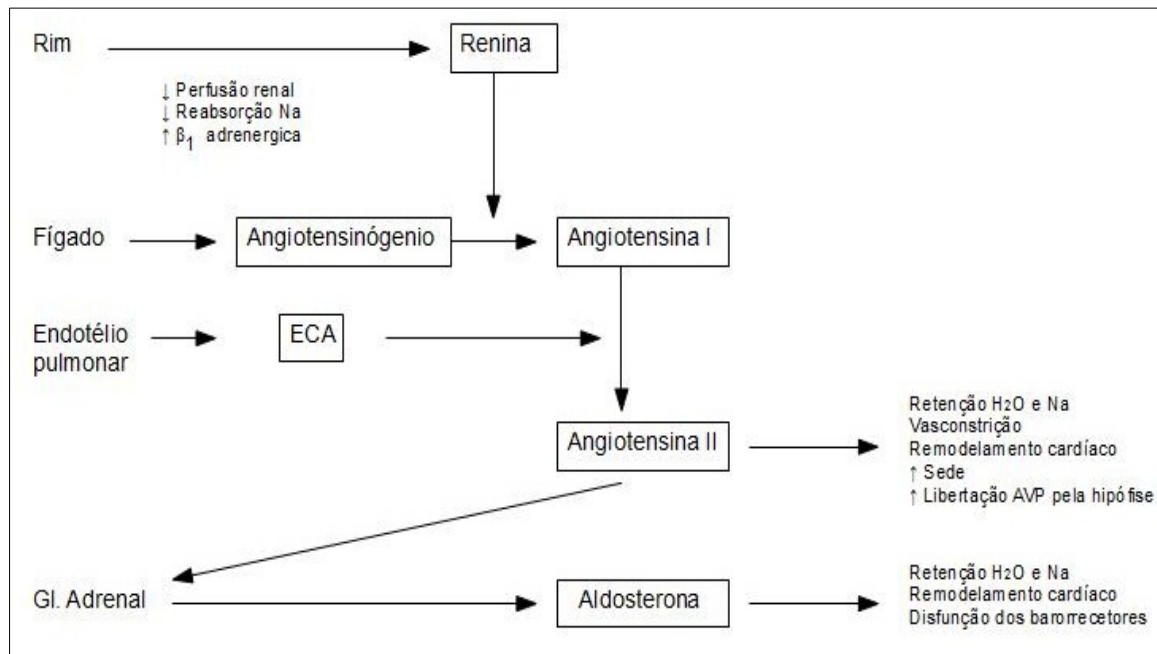 Rim
Renina
↓ Perfusão renal
↓ Reabsorção Na
↑ β1 adrenergica
Fígado
Angiotensinógenio
Angiotensina I
Endotélio
pulmonar
ECA
Angiotensina II
Retenção H2O e Na
Vasconstrição
Remodelamento cardíaco
↑ Sede
↑ Libertação AVP pela hipófise
Gl. Adrenal
Aldosterona
Retenção H2O e Na
Remodelamento cardíaco
Disfunção dos barorrecetores